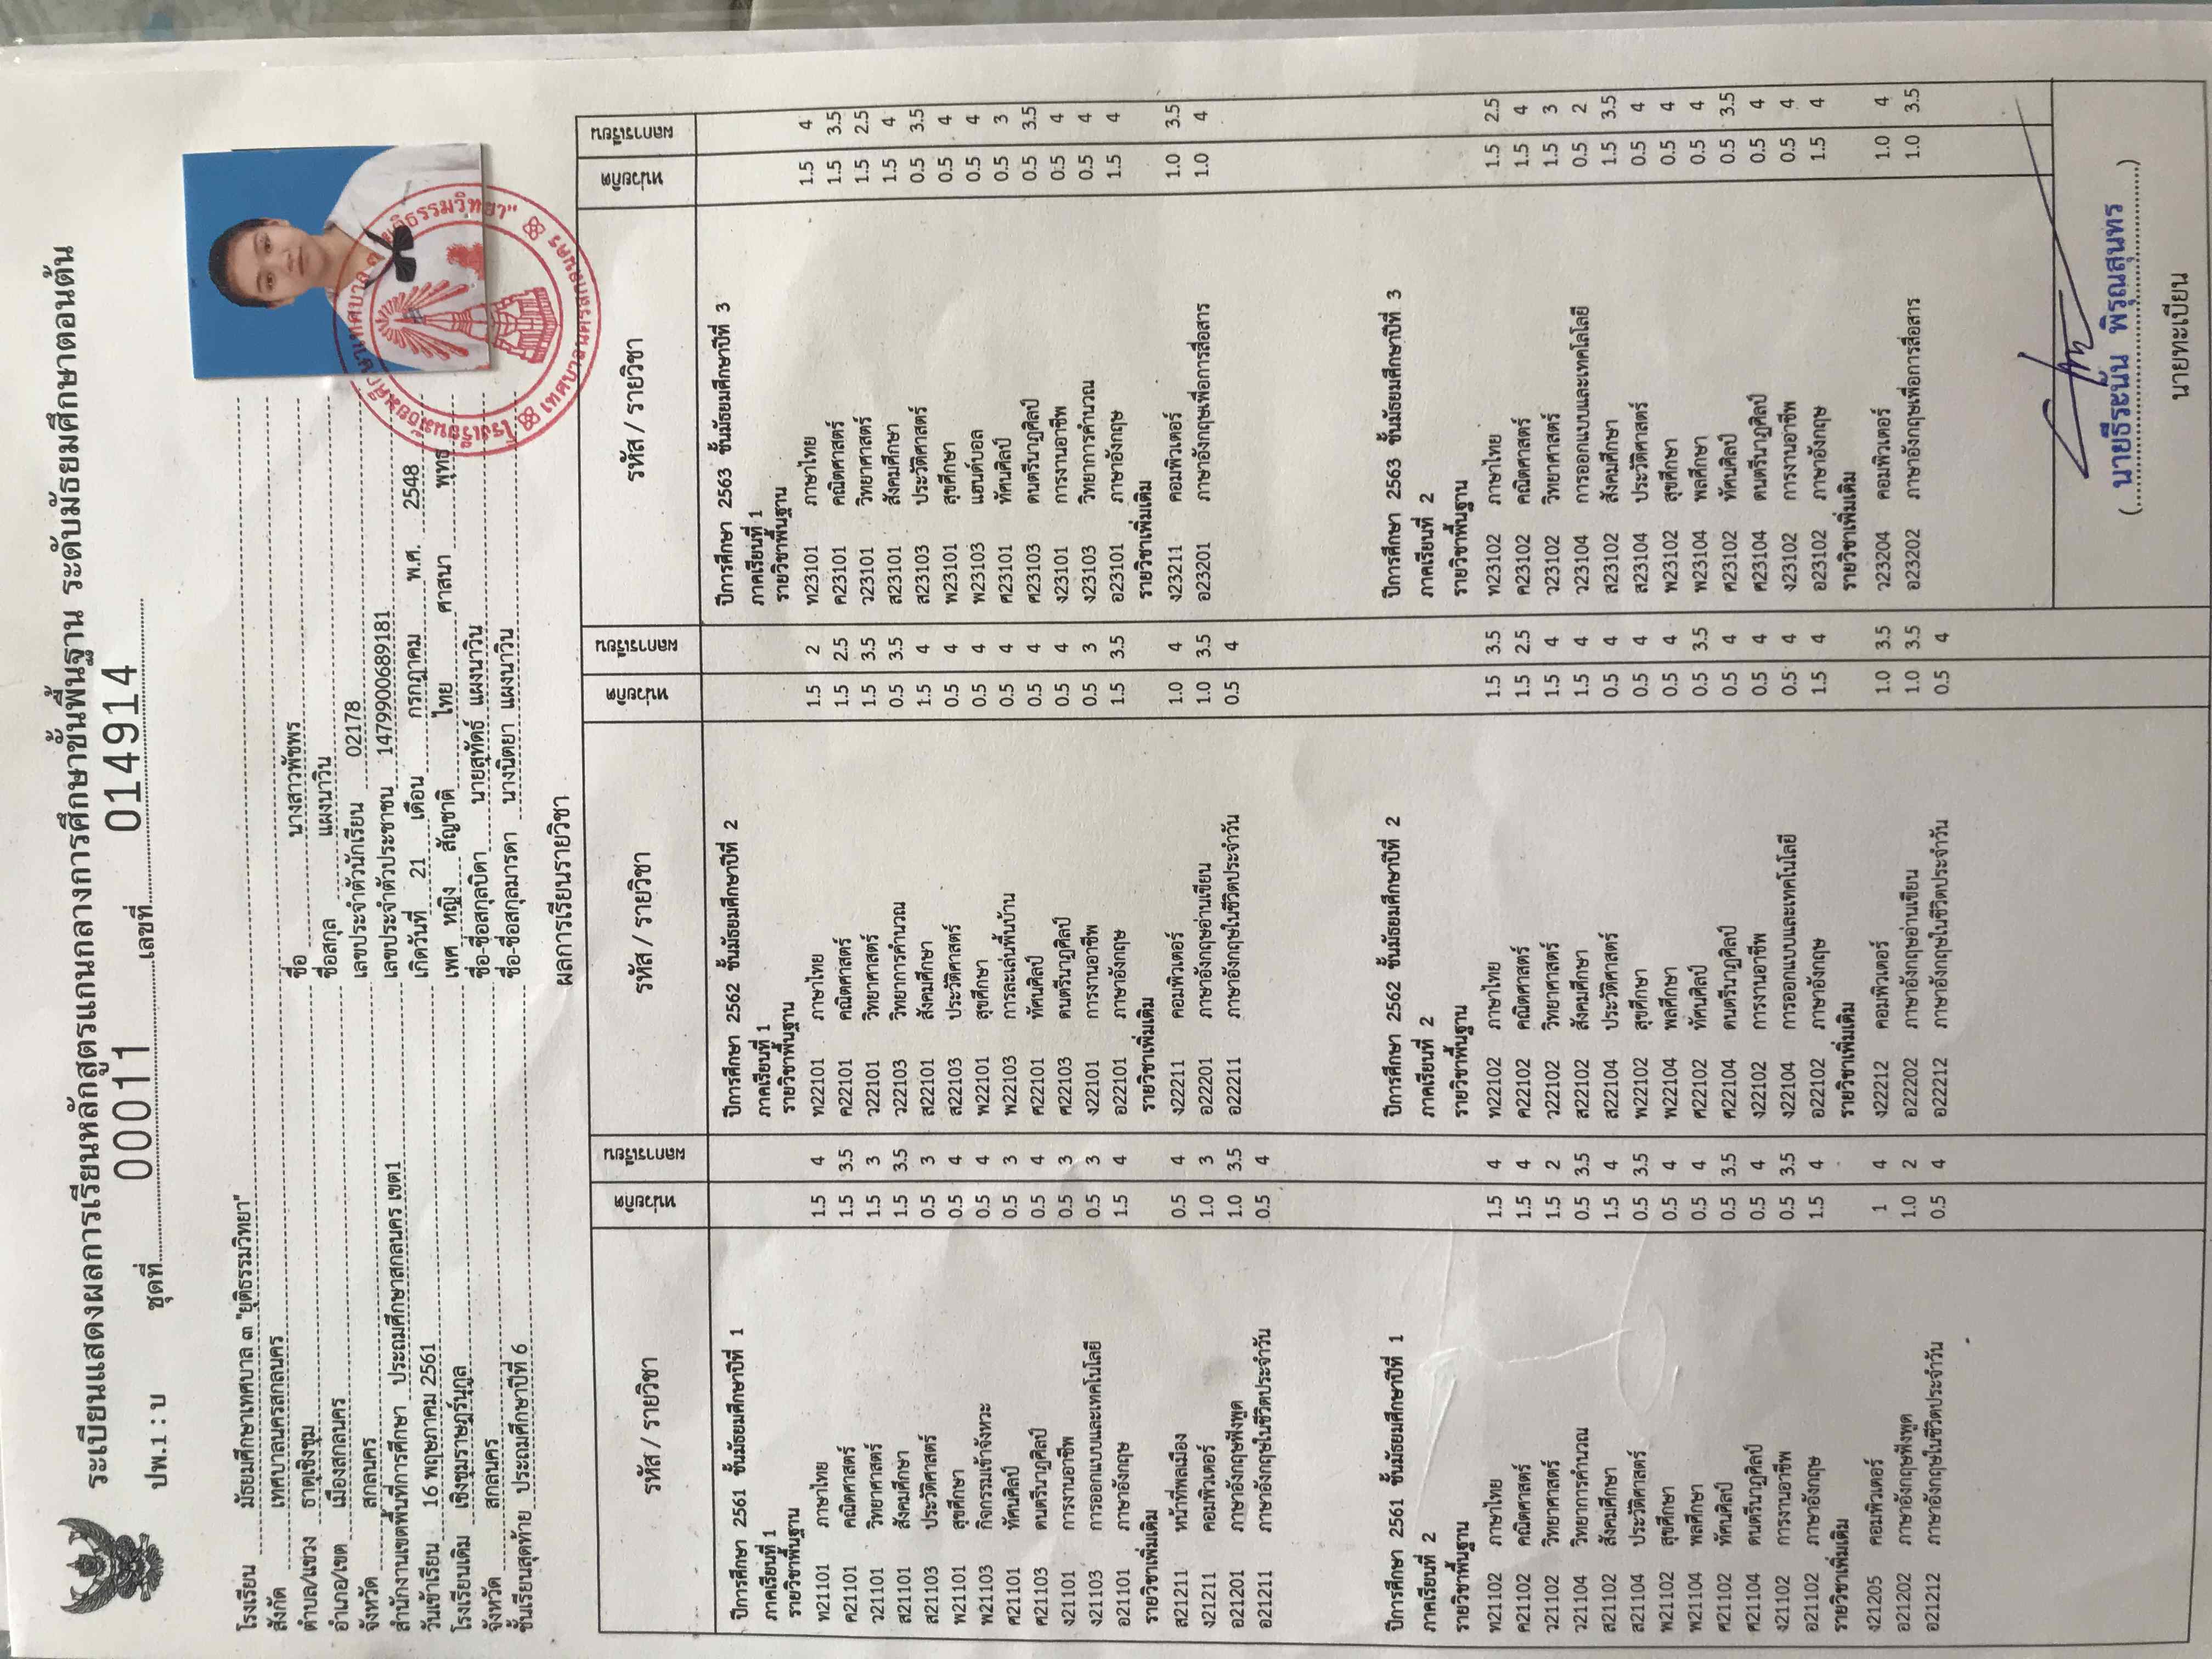 ระเบียนแสดงผลการเรียนหลักสูตรแกนกลางการศึกษาขั้นพื้นฐาน ระดับมัธยมศึกษาตอนต้น
ปพ.1 : บ ชุดที่ 00011 เลขที่ 014914
โรงเรียน มัธยมศึกษาเทศบาล ๓ "ยุติธรรมวิทยา"
สังกัด เทศบาลนครสกลนคร
ตำบล/แขวง ธาตุเชิงชุม
อำเภอ/เขต เมืองสกลนคร
จังหวัด สกลนคร
สำนักงานเขตพื้นที่การศึกษา ประถมศึกษาสกลนคร เขต1
วันเข้าเรียน 16 พฤษภาคม 2561
โรงเรียนเดิม เชิงชุมราษฎร์นุกูล
จังหวัด สกลนคร
ชั้นเรียนสุดท้าย ประถมศึกษาปีที่ 6
ชื่อ นางสาวพัชพร
ชื่อสกุล แผงนาวิน
เลขประจำตัวนักเรียน 02178
เลขประจำตัวประชาชน 1479900689181
เกิดวันที่ 21 เดือน กรกฎาคม พ.ศ. 2548
เพศ หญิง สัญชาติ ไทย ศาสนา พุทธ
ชื่อ-ชื่อสกุลบิดา นายสุทัตธ์ แผงนาวิน
ชื่อ-ชื่อสกุลมารดา นางนิตยา แผงนาวิน
ผลการเรียนรายวิชา
รหัส / รายวิชา หน่วยกิต ผลการเรียน
ปีการศึกษา 2561 ชั้นมัธยมศึกษาปีที่ 1
ภาคเรียนที่ 1
รายวิชาพื้นฐาน
ท21101 ภาษาไทย 1.5 4
ค21101 คณิตศาสตร์ 1.5 3.5
ว21101 วิทยาศาสตร์ 1.5 3
ส21101 สังคมศึกษา 1.5 3.5
ส21103 ประวัติศาสตร์ 0.5 3
พ21101 สุขศึกษา 0.5 4
พ21103 กิจกรรมเข้าจังหวะ 0.5 4
ศ21101 ทัศนศิลป์ 0.5 3
ศ21103 ดนตรีนาฏศิลป์ 0.5 4
ง21101 การงานอาชีพ 0.5 3
ง21103 การออกแบบและเทคโนโลยี 0.5 3
อ21101 ภาษาอังกฤษ 1.5 4
รายวิชาเพิ่มเติม
ส21211 หน้าที่พลเมือง 0.5 4
ง21211 คอมพิวเตอร์ 1.0 3
อ21201 ภาษาอังกฤษฟังพูด 1.0 3.5
อ21211 ภาษาอังกฤษในชีวิตประจำวัน 0.5 4
ปีการศึกษา 2561 ชั้นมัธยมศึกษาปีที่ 1
ภาคเรียนที่ 2
รายวิชาพื้นฐาน
ท21102 ภาษาไทย 1.5 4
ค21102 คณิตศาสตร์ 1.5 4
ว21102 วิทยาศาสตร์ 1.5 2
ว21104 วิทยาการคำนวณ 0.5 3.5
ส21102 สังคมศึกษา 1.5 4
ส21104 ประวัติศาสตร์ 0.5 3.5
พ21102 สุขศึกษา 0.5 4
พ21104 พลศึกษา 0.5 4
ศ21102 ทัศนศิลป์ 0.5 3.5
ศ21104 ดนตรีนาฏศิลป์ 0.5 4
ง21102 การงานอาชีพ 0.5 3.5
อ21102 ภาษาอังกฤษ 1.5 4
รายวิชาเพิ่มเติม
ง21205 คอมพิวเตอร์ 1 4
อ21202 ภาษาอังกฤษฟังพูด 1.0 2
อ21212 ภาษาอังกฤษในชีวิตประจำวัน 0.5 4
รหัส / รายวิชา หน่วยกิต ผลการเรียน
ปีการศึกษา 2562 ชั้นมัธยมศึกษาปีที่ 2
ภาคเรียนที่ 1
รายวิชาพื้นฐาน
ท22101 ภาษาไทย 1.5 2
ค22101 คณิตศาสตร์ 1.5 2.5
ว22101 วิทยาศาสตร์ 1.5 3.5
ว22103 วิทยาการคำนวณ 0.5 3.5
ส22101 สังคมศึกษา 1.5 4
ส22103 ประวัติศาสตร์ 0.5 4
พ22101 สุขศึกษา 0.5 4
พ22103 การละเล่นพื้นบ้าน 0.5 4
ศ22101 ทัศนศิลป์ 0.5 4
ศ22103 ดนตรีนาฏศิลป์ 0.5 4
ง22101 การงานอาชีพ 0.5 3
อ22101 ภาษาอังกฤษ 1.5 3.5
รายวิชาเพิ่มเติม
ง22211 คอมพิวเตอร์ 1.0 4
อ22201 ภาษาอังกฤษอ่านเขียน 1.0 3.5
อ22211 ภาษาอังกฤษในชีวิตประจำวัน 0.5 4
ปีการศึกษา 2562 ชั้นมัธยมศึกษาปีที่ 2
ภาคเรียนที่ 2
รายวิชาพื้นฐาน
ท22102 ภาษาไทย 1.5 3.5
ค22102 คณิตศาสตร์ 1.5 2.5
ว22102 วิทยาศาสตร์ 1.5 4
ส22102 สังคมศึกษา 1.5 4
ส22104 ประวัติศาสตร์ 0.5 4
พ22102 สุขศึกษา 0.5 4
พ22104 พลศึกษา 0.5 4
ศ22102 ทัศนศิลป์ 0.5 3.5
ศ22104 ดนตรีนาฏศิลป์ 0.5 4
ง22102 การงานอาชีพ 0.5 4
ง22104 การออกแบบและเทคโนโลยี 0.5 4
อ22102 ภาษาอังกฤษ 1.5 4
รายวิชาเพิ่มเติม
ง22212 คอมพิวเตอร์ 1.0 3.5
อ22202 ภาษาอังกฤษอ่านเขียน 1.0 3.5
อ22212 ภาษาอังกฤษในชีวิตประจำวัน 0.5 4
รหัส / รายวิชา หน่วยกิต ผลการเรียน
ปีการศึกษา 2563 ชั้นมัธยมศึกษาปีที่ 3
ภาคเรียนที่ 1
รายวิชาพื้นฐาน
ท23101 ภาษาไทย 1.5 4
ค23101 คณิตศาสตร์ 1.5 3.5
ว23101 วิทยาศาสตร์ 1.5 2.5
ส23101 สังคมศึกษา 1.5 4
ส23103 ประวัติศาสตร์ 0.5 3.5
พ23101 สุขศึกษา 0.5 4
พ23103 แฮนด์บอล 0.5 4
ศ23101 ทัศนศิลป์ 0.5 3
ศ23103 ดนตรีนาฏศิลป์ 0.5 3.5
ง23101 การงานอาชีพ 0.5 4
ง23103 วิทยาการคำนวณ 0.5 4
อ23101 ภาษาอังกฤษ 1.5 4
รายวิชาเพิ่มเติม
ง23211 คอมพิวเตอร์ 1.0 3.5
อ23201 ภาษาอังกฤษเพื่อการสื่อสาร 1.0 4
ปีการศึกษา 2563 ชั้นมัธยมศึกษาปีที่ 3
ภาคเรียนที่ 2
รายวิชาพื้นฐาน
ท23102 ภาษาไทย 1.5 2.5
ค23102 คณิตศาสตร์ 1.5 4
ว23102 วิทยาศาสตร์ 1.5 3
ว23104 การออกแบบและเทคโลโลยี 0.5 2
ส23102 สังคมศึกษา 1.5 3.5
ส23104 ประวัติศาสตร์ 0.5 4
พ23102 สุขศึกษา 0.5 4
พ23104 พลศึกษา 0.5 4
ศ23102 ทัศนศิลป์ 0.5 3.5
ศ23104 ดนตรีนาฏศิลป์ 0.5 4
ง23102 การงานอาชีพ 0.5 4
อ23102 ภาษาอังกฤษ 1.5 4
รายวิชาเพิ่มเติม
ว23204 คอมพิวเตอร์ 1.0 4
อ23202 ภาษาอังกฤษเพื่อการสื่อสาร 1.0 3.5
(นายธีระนัน พิรุณสุนทร)
นายทะเบียน
โรงเรียนมัธยมศึกษาเทศบาล ๓ "ยุติธรรมวิทยา"
เทศบาลนครสกลนคร